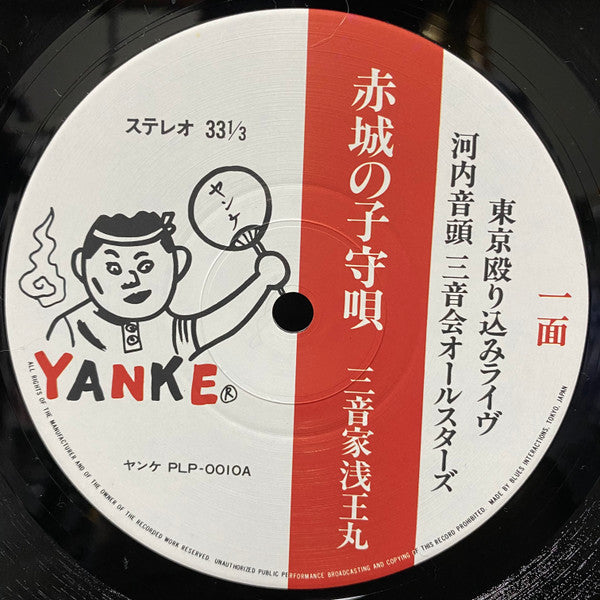 東京殴り込みライヴ
河内音頭 三音会オールスターズ
一面
赤城の子守唄 三音家浅王丸
ステレオ 33 1/3
ヤンケ
YANKE®
ヤンケ PLP-0010A
ALL RIGHTS OF THE MANUFACTURER AND OF THE OWNER OF THE RECORDED WORK RESERVED. UNAUTHORIZED PUBLIC PERFORMANCE BROADCASTING AND COPYING OF THIS RECORD PROHIBITED. MADE BY BLUES INTERACTIONS, TOKYO, JAPAN